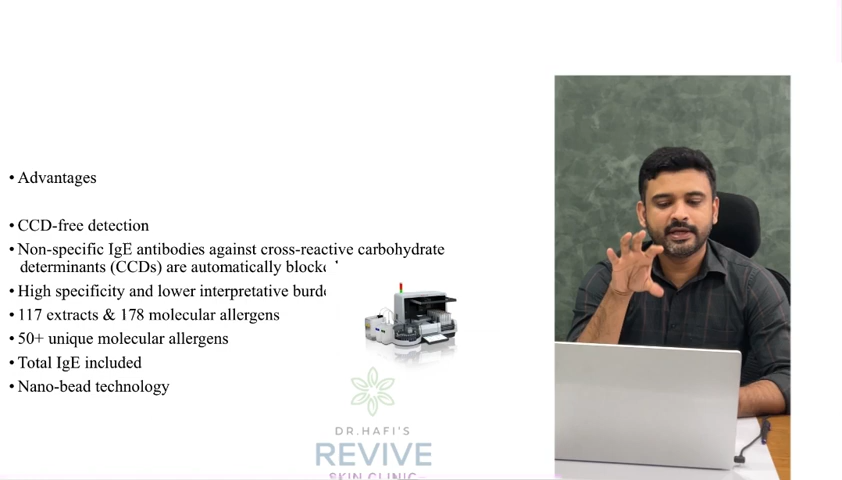 • Advantages
• CCD-free detection
• Non-specific IgE antibodies against cross-reactive carbohydrate
determinants (CCDs) are automatically
• High specificity and lower interpretative
• 117 extracts & 178 molecular allergens
• 50+ unique molecular allergens
• Total IgE included
• Nano-bead technology
DR.HAFI'S
REVIVE
SKIN CLINIC